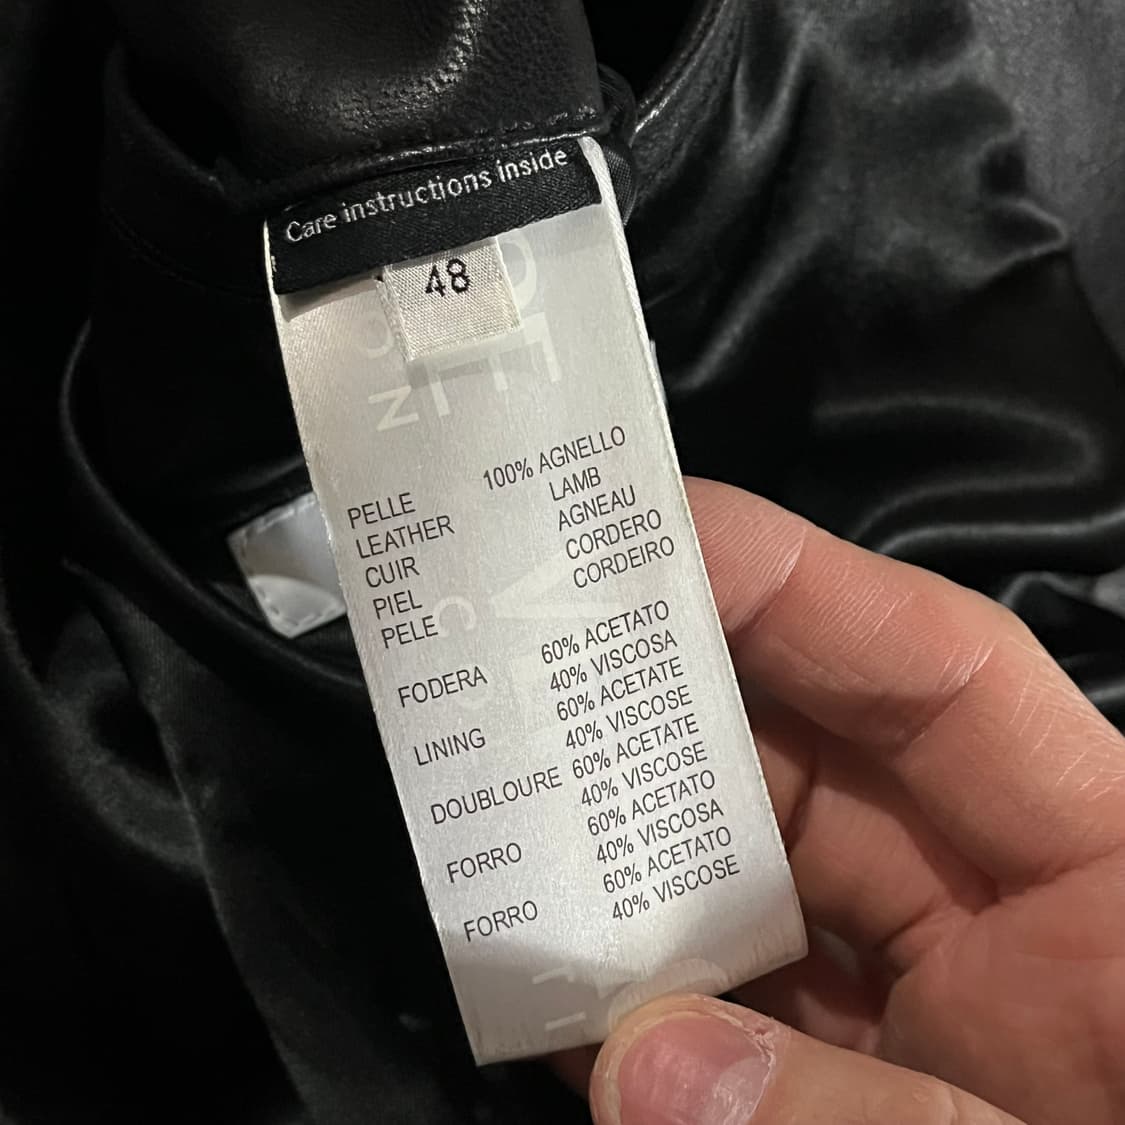 Care instructions inside
48
100% AGNELLO
PELLE LAMB
LEATHER AGNEAU
CUIR CORDERO
PIEL CORDEIRO
PELE
60% ACETATO
FODERA 40% VISCOSA
60% ACETATE
LINING 40% VISCOSE
60% ACETATE
DOUBLOURE 40% VISCOSE
60% ACETATO
FORRO 40% VISCOSA
60% ACETATO
FORRO 40% VISCOSE